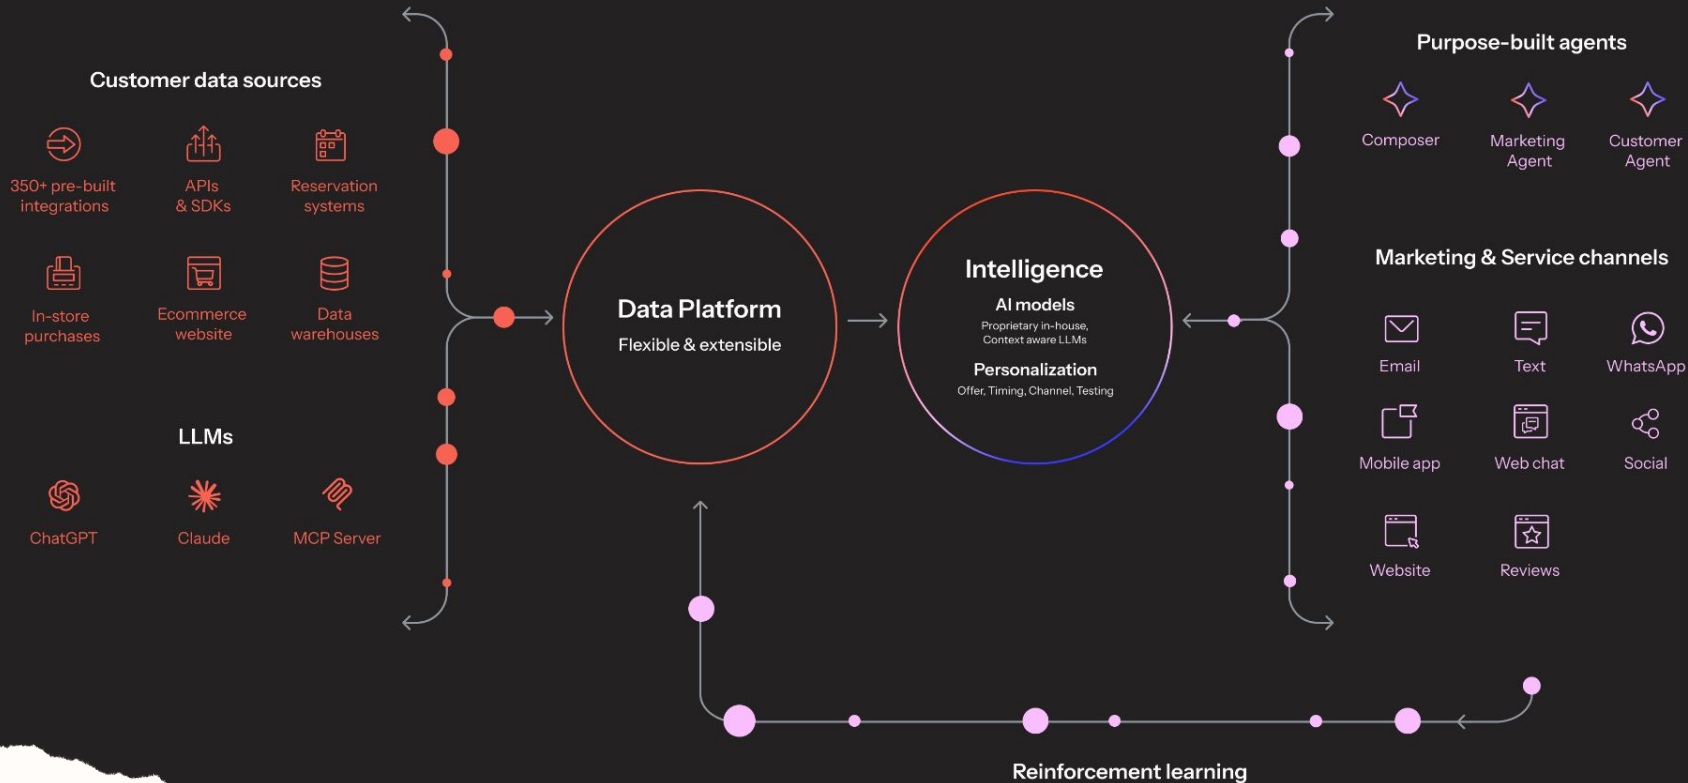 Customer data sources
350+ pre-built
integrations
APIs
& SDKs
Reservation
systems
In-store
purchases
Ecommerce
website
Data
warehouses
LLMs
ChatGPT
Claude
MCP Server
Data Platform
Flexible & extensible
Intelligence
AI models
Proprietary in-house,
Context aware LLMs
Personalization
Offer, Timing, Channel, Testing
Purpose-built agents
Composer
Marketing
Agent
Customer
Agent
Marketing & Service channels
Email
Text
WhatsApp
Mobile app
Web chat
Social
Website
Reviews
Reinforcement learning